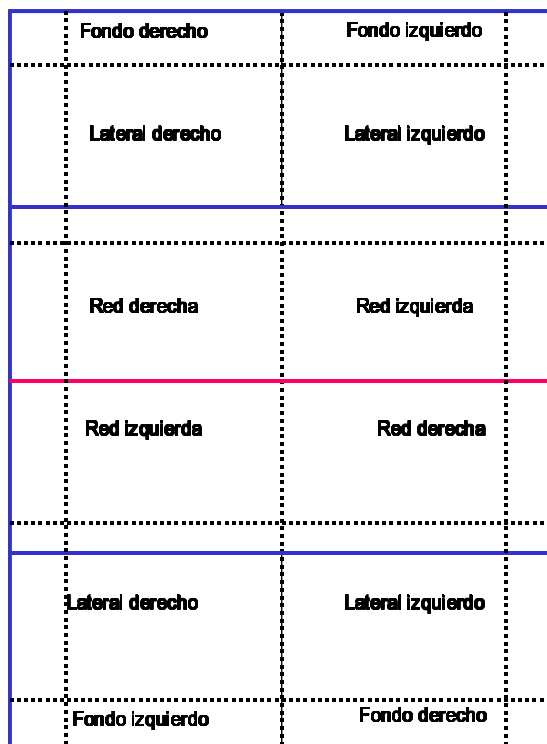 Fondo derecho Fondo izquierdo
Lateral derecho Lateral izquierdo
Red derecha Red izquierda
Red izquierda Red derecha
Lateral derecho Lateral izquierdo
Fondo izquierdo Fondo derecho